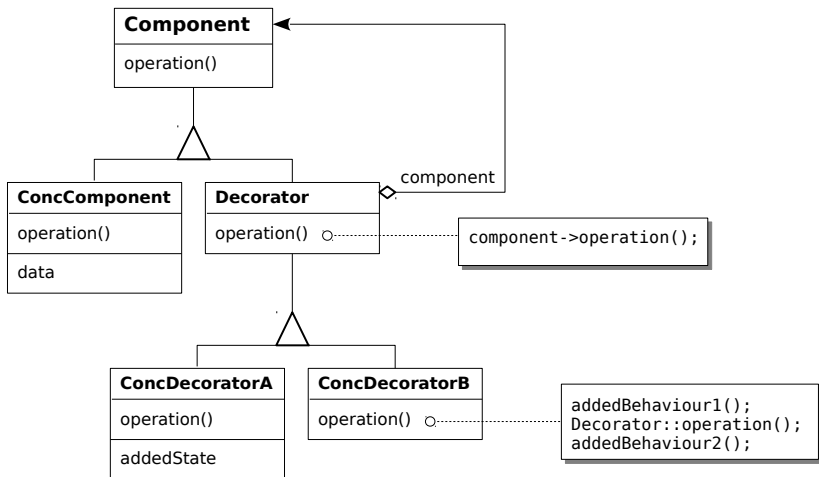 Component
operation()
component
ConcComponent
operation()
data
Decorator
operation()
component->operation();
ConcDecoratorA
operation()
addedState
ConcDecoratorB
operation()
addedBehaviour1();
Decorator::operation();
addedBehaviour2();